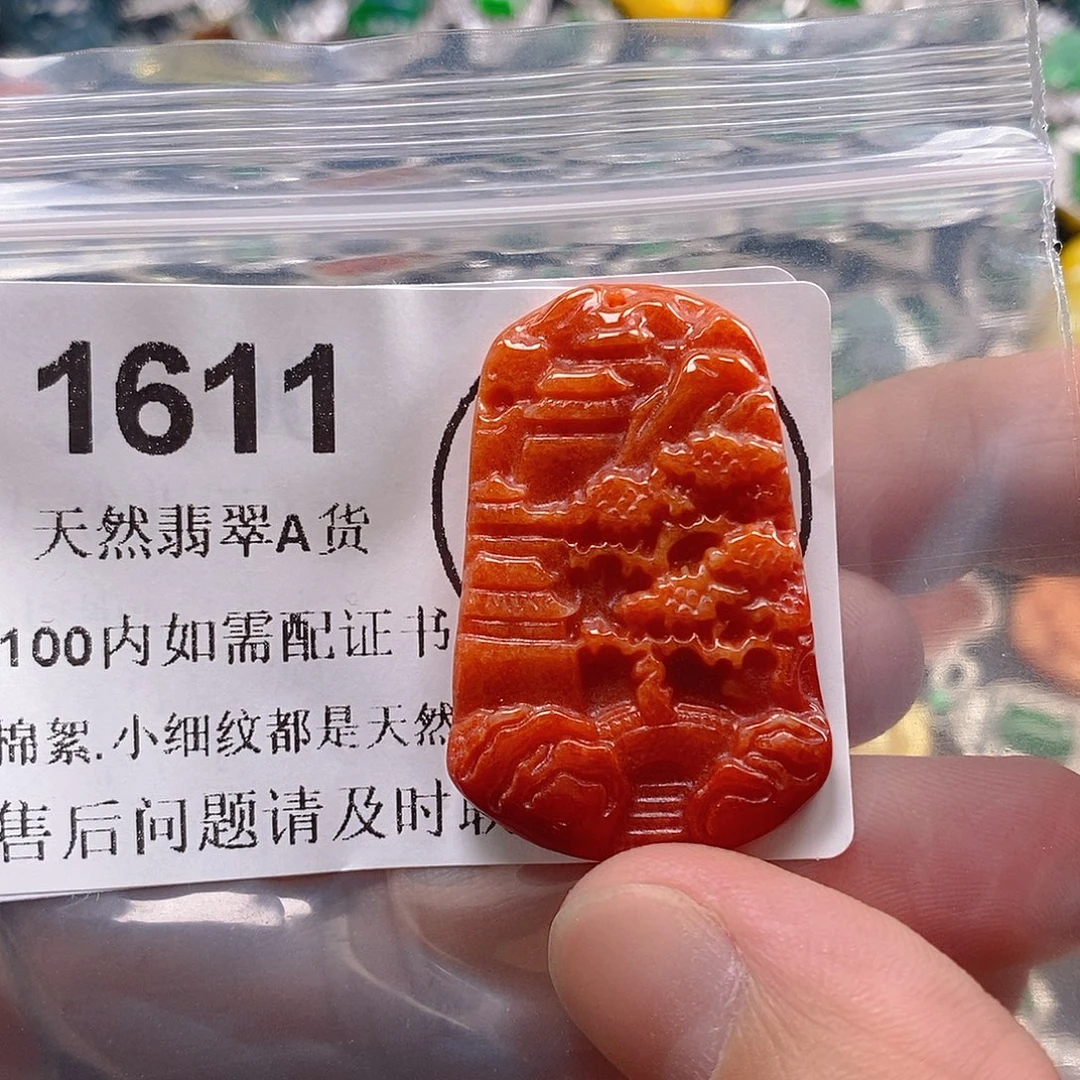 1611
天然翡翠A货
100内如需配证书
棉絮.小细纹都是天然
售后问题请及时联